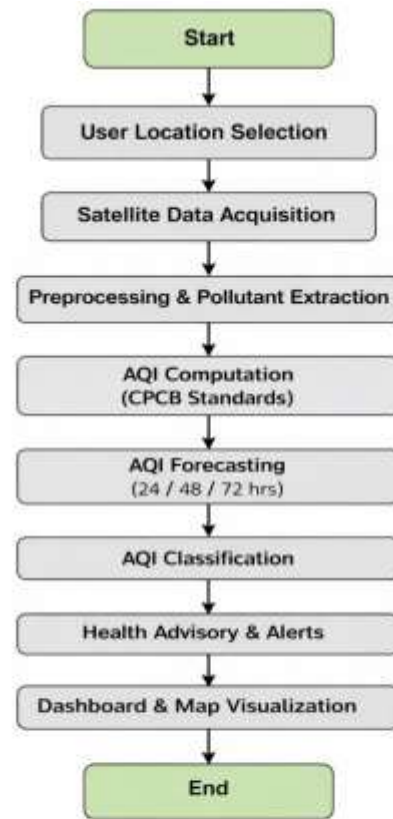 Start
User Location Selection
Satellite Data Acquisition
Preprocessing & Pollutant Extraction
AQI Computation
(CPCB Standards)
AQI Forecasting
(24 / 48 / 72 hrs)
AQI Classification
Health Advisory & Alerts
Dashboard & Map Visualization
End